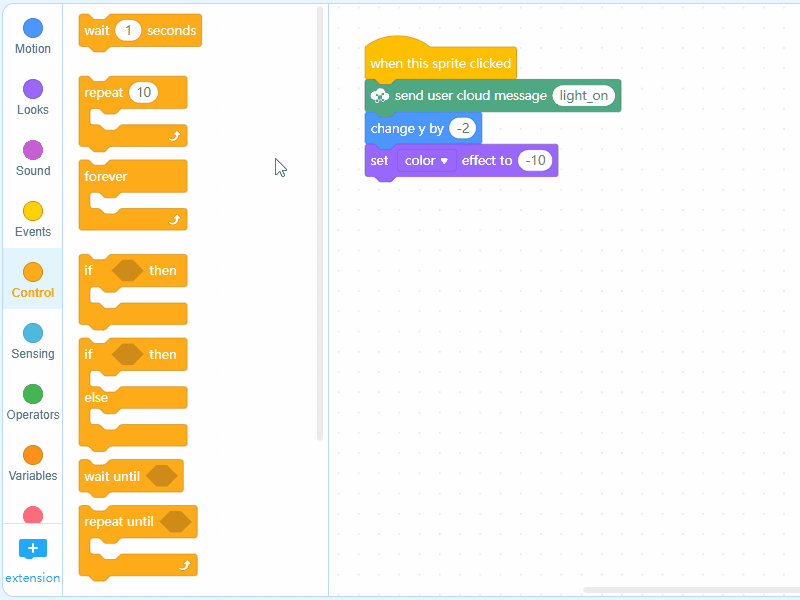 Motion
Looks
Sound
Events
Control
Sensing
Operators
Variables
+
extension
wait 1 seconds
repeat 10
forever
if then
if then
else
wait until
repeat until
when this sprite clicked
send user cloud message light_on
change y by -2
set color ▾ effect to -10